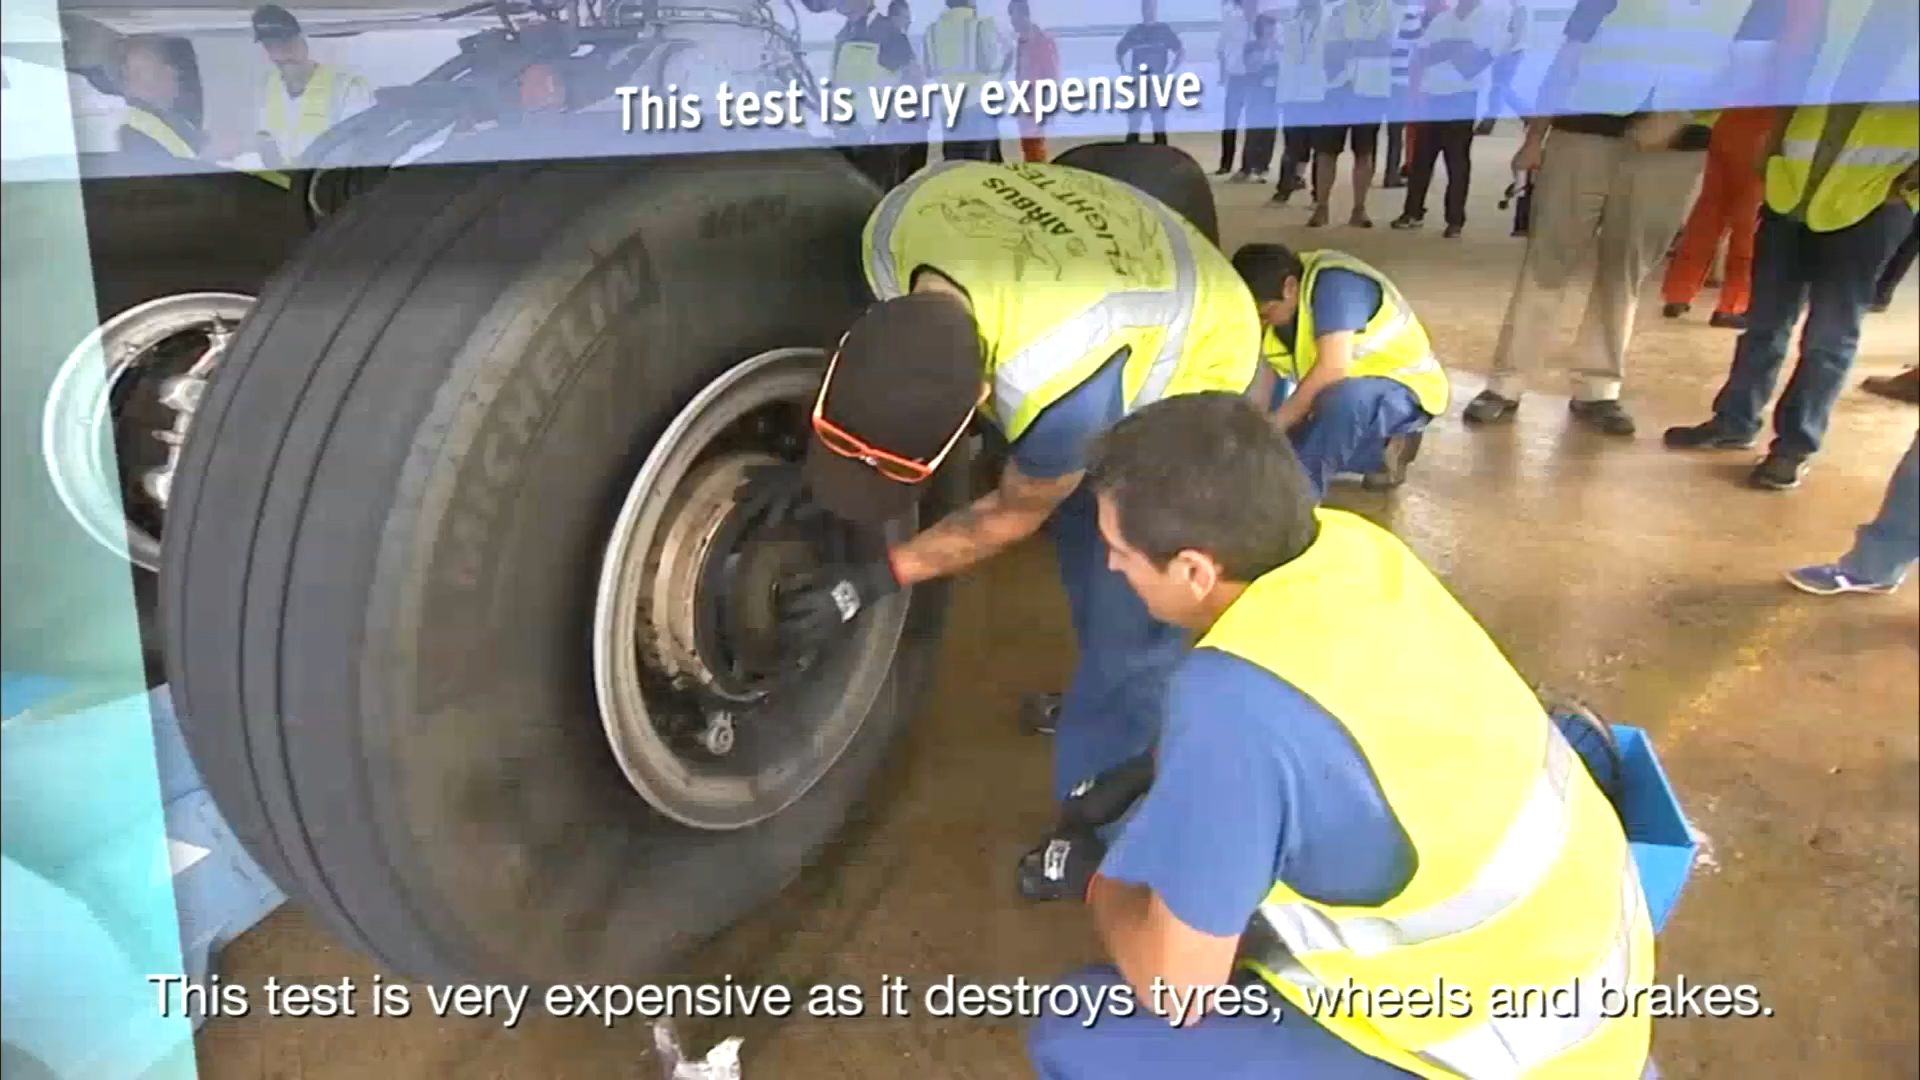 This test is very expensive
AIRBUS
FLIGHT TES
MICHELIN
This test is very expensive as it destroys tyres, wheels and brakes.